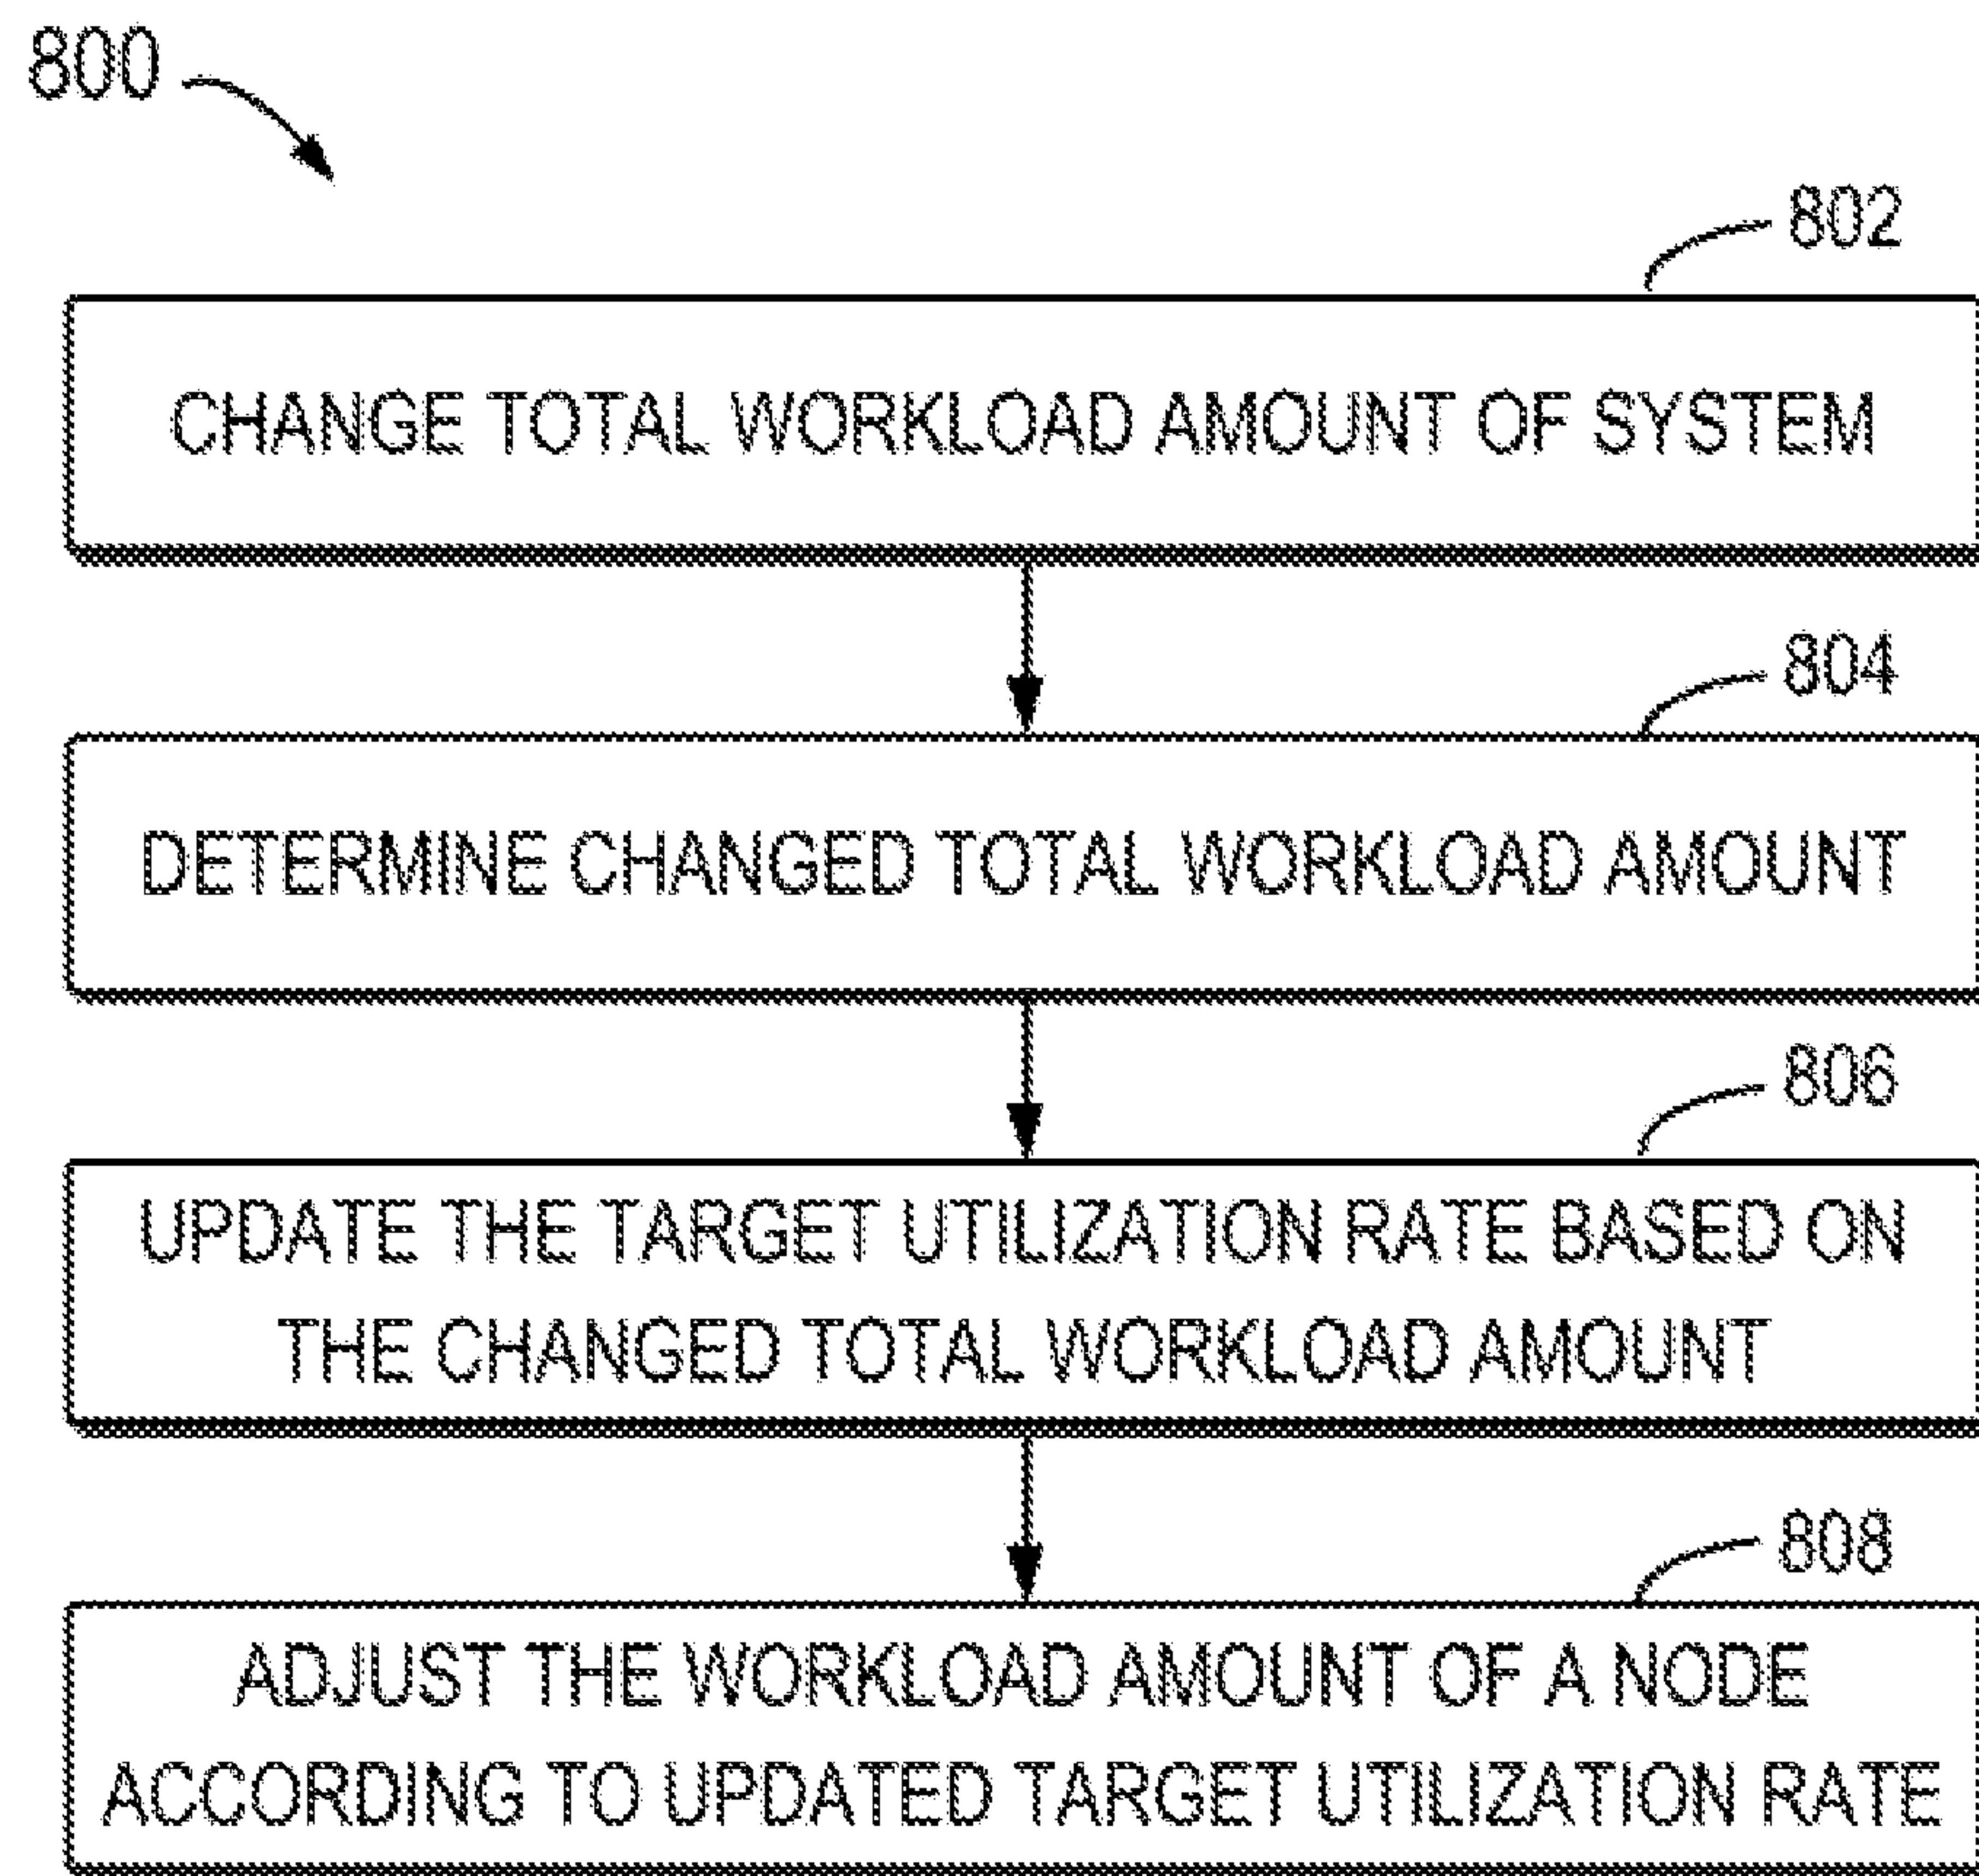 800
802
CHANGE TOTAL WORKLOAD AMOUNT OF SYSTEM
804
DETERMINE CHANGED TOTAL WORKLOAD AMOUNT
806
UPDATE THE TARGET UTILIZATION RATE BASED ON
THE CHANGED TOTAL WORKLOAD AMOUNT
808
ADJUST THE WORKLOAD AMOUNT OF A NODE
ACCORDING TO UPDATED TARGET UTILIZATION RATE